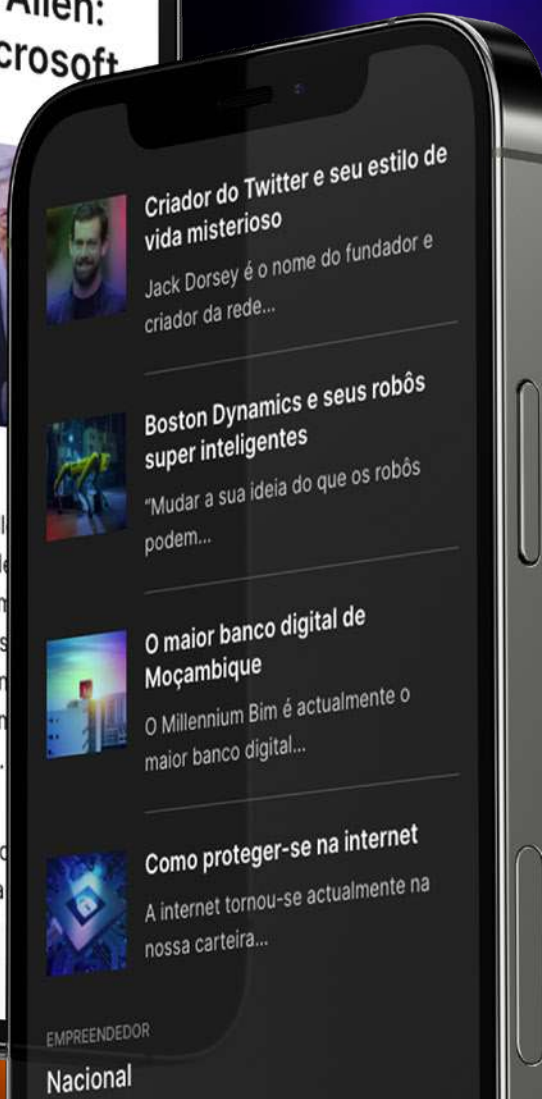 Allen:
crosoft
Criador do Twitter e seu estilo de
vida misterioso
Jack Dorsey é o nome do fundador e
criador da rede...
Boston Dynamics e seus robôs
super inteligentes
"Mudar a sua ideia do que os robôs
podem...
O maior banco digital de
Moçambique
O Millennium Bim é actualmente o
maior banco digital...
Como proteger-se na internet
A internet tornou-se actualmente na
nossa carteira...
EMPREENDEDOR
Nacional